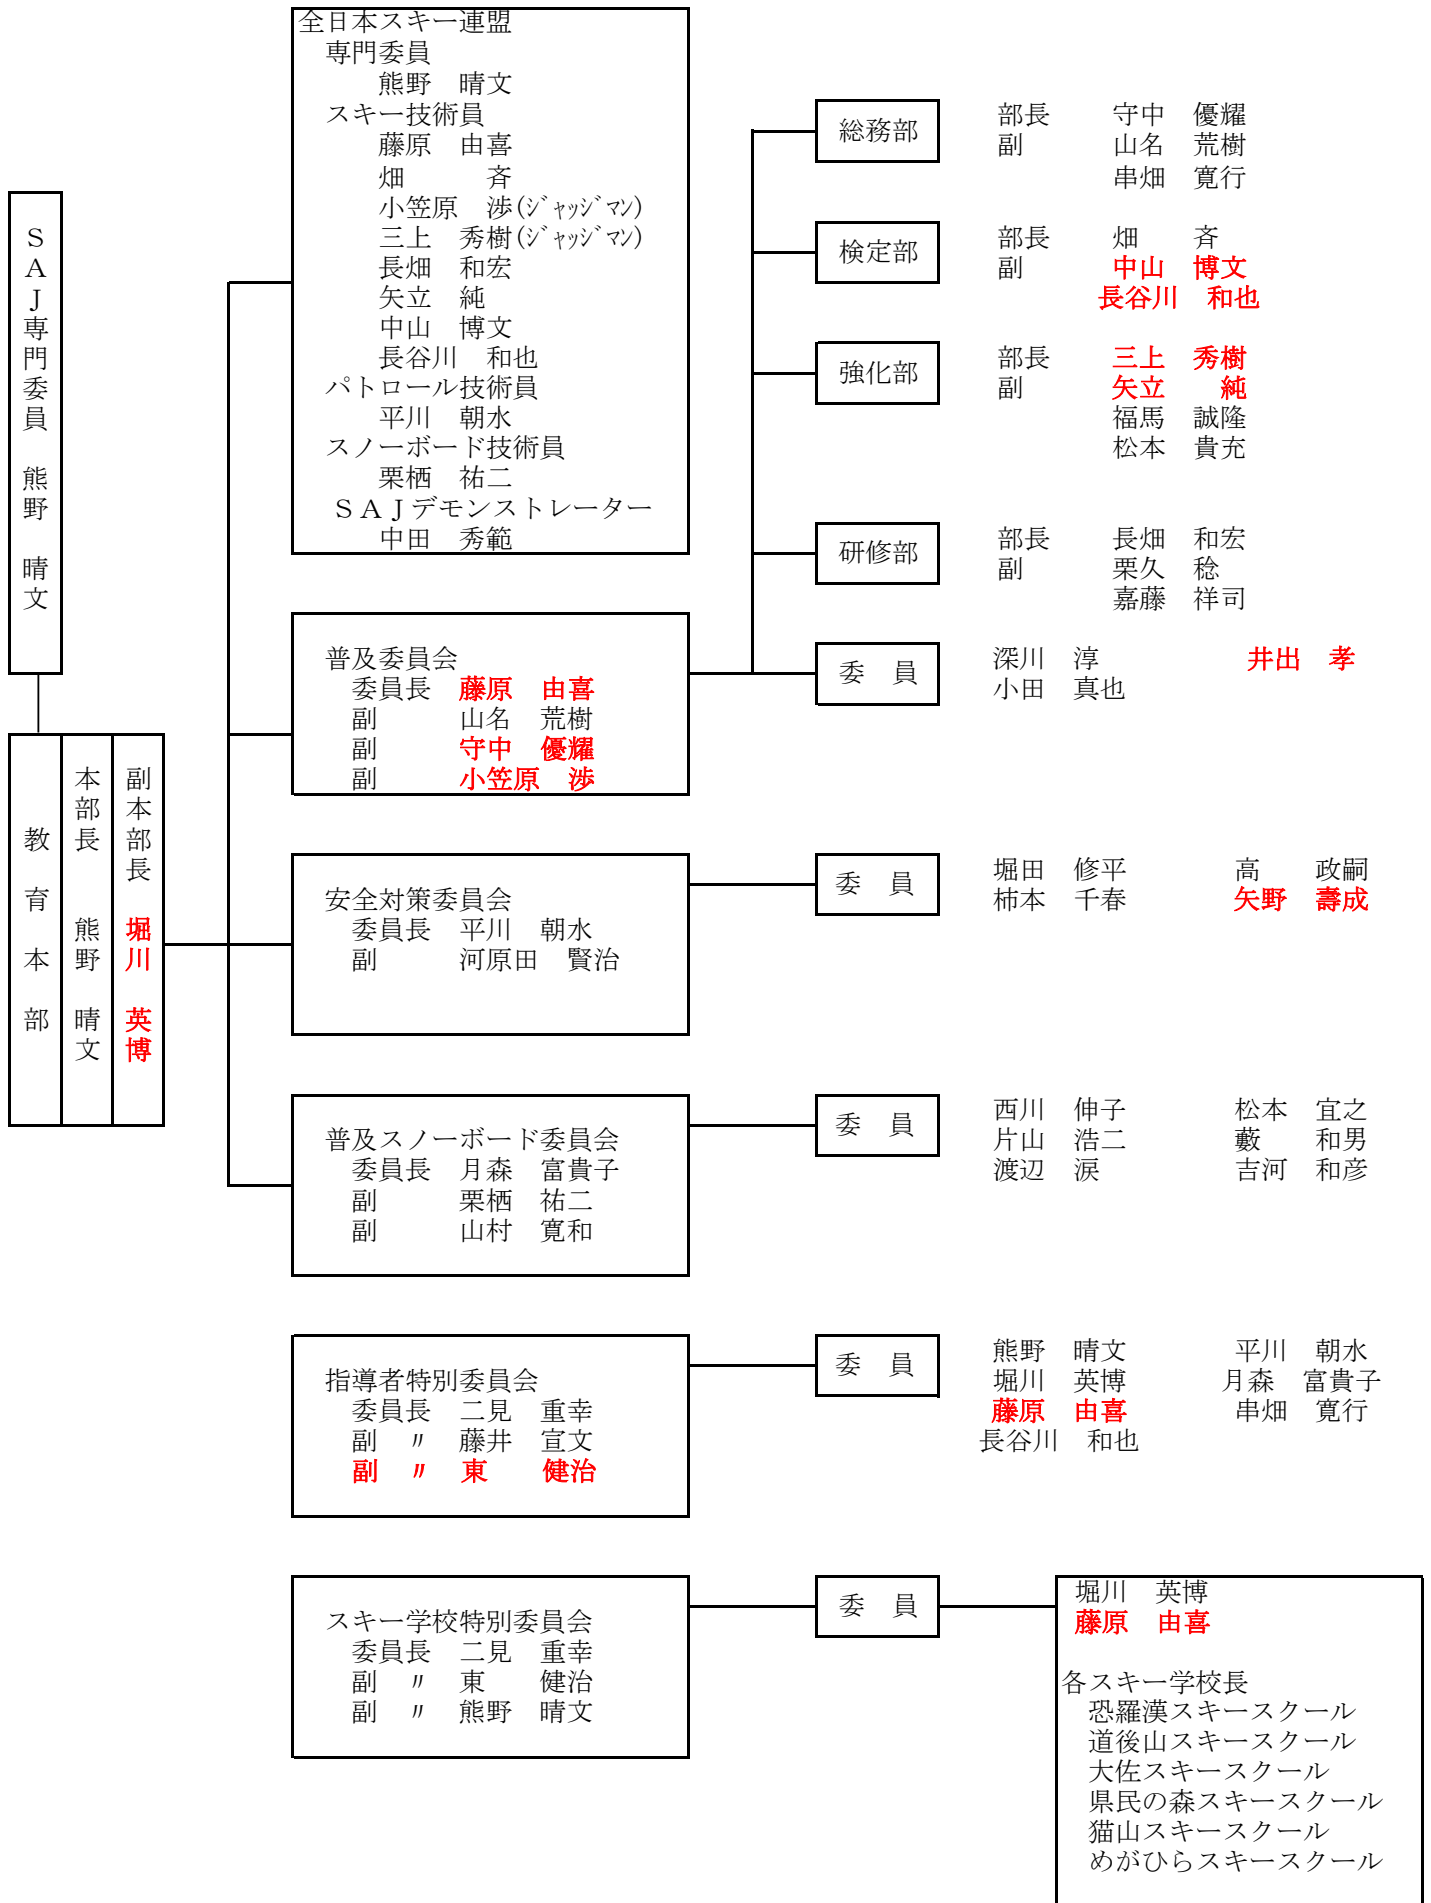 ＳＡＪ専門委員　熊野　晴文
教育本部
本部長　熊野　晴文
副本部長　堀川　英博
全日本スキー連盟
専門委員
熊野　晴文
スキー技術員
藤原　由喜
畑　　　斉
小笠原　渉(ｼﾞｬｯｼﾞﾏﾝ)
三上　秀樹(ｼﾞｬｯｼﾞﾏﾝ)
長畑　和宏
矢立　純
中山　博文
長谷川　和也
パトロール技術員
平川　朝水
スノーボード技術員
栗栖　祐二
ＳＡＪデモンストレーター
中田　秀範
普及委員会
委員長　藤原　由喜
副　　　山名　荒樹
副　　　守中　優耀
副　　　小笠原　渉
総務部
部長　　守中　優耀
副　　　山名　荒樹
串畑　寛行
検定部
部長　　畑　　斉
副　　　中山　博文
長谷川　和也
強化部
部長　　三上　秀樹
副　　　矢立　　純
福馬　誠隆
松本　貴充
研修部
部長　　長畑　和宏
副　　　栗久　稔
嘉藤　祥司
委　員
深川　淳　　　　　井出　孝
小田　真也
安全対策委員会
委員長　平川　朝水
副　　　河原田　賢治
委　員
堀田　修平　　　　高　　政嗣
柿本　千春　　　　矢野　壽成
普及スノーボード委員会
委員長　月森　富貴子
副　　　栗栖　祐二
副　　　山村　寛和
委　員
西川　伸子　　　　松本　宜之
片山　浩二　　　　藪　　和男
渡辺　涙　　　　　吉河　和彦
指導者特別委員会
委員長　二見　重幸
副　〃　藤井　宣文
副　〃　東　　健治
委　員
熊野　晴文　　　　平川　朝水
堀川　英博　　　　月森　富貴子
藤原　由喜　　　　串畑　寛行
長谷川　和也
スキー学校特別委員会
委員長　二見　重幸
副　〃　東　　健治
副　〃　熊野　晴文
委　員
堀川　英博
藤原　由喜
各スキー学校長
恐羅漢スキースクール
道後山スキースクール
大佐スキースクール
県民の森スキースクール
猫山スキースクール
めがひらスキースクール